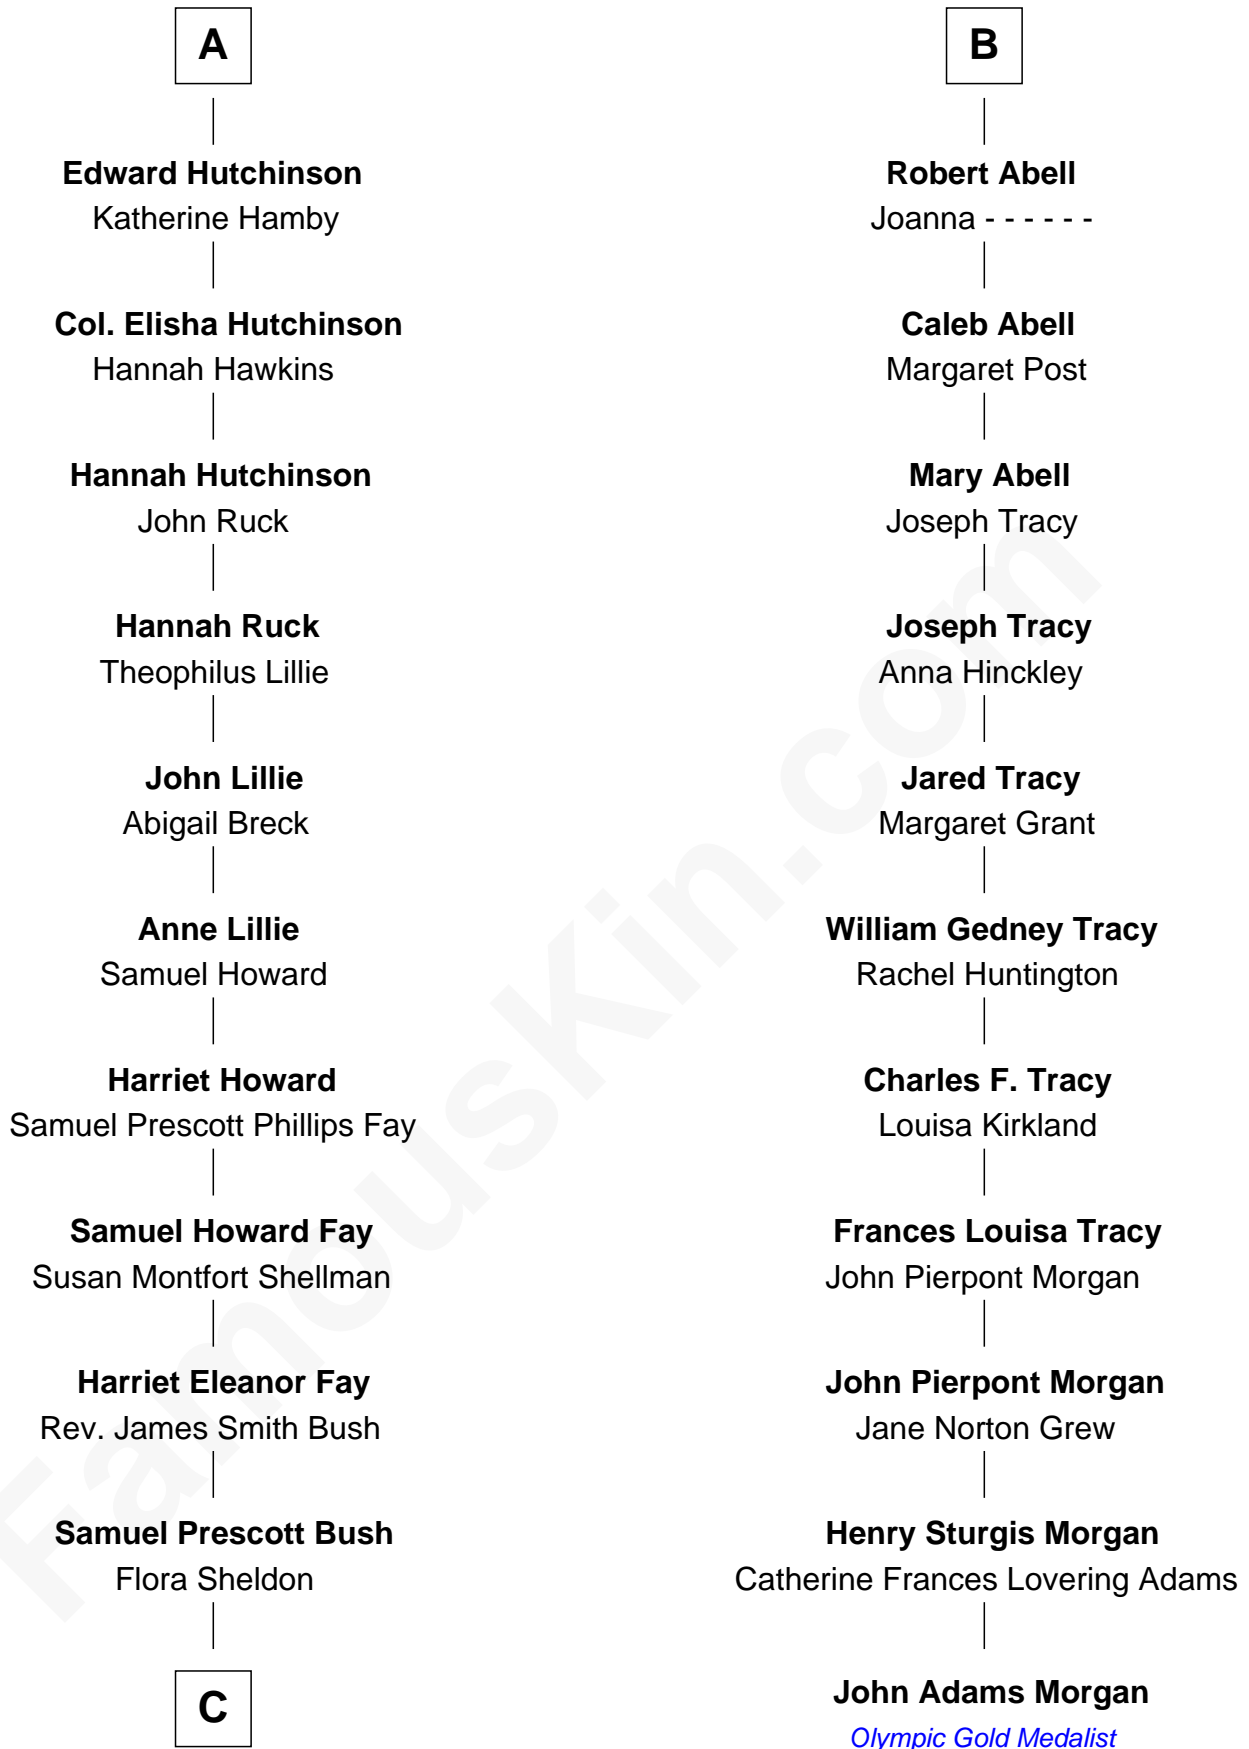 A
Edward Hutchinson
Katherine Hamby
Col. Elisha Hutchinson
Hannah Hawkins
Hannah Hutchinson
John Ruck
Hannah Ruck
Theophilus Lillie
John Lillie
Abigail Breck
Anne Lillie
Samuel Howard
Harriet Howard
Samuel Prescott Phillips Fay
Samuel Howard Fay
Susan Montfort Shellman
Harriet Eleanor Fay
Rev. James Smith Bush
Samuel Prescott Bush
Flora Sheldon
C
B
Robert Abell
Joanna - - - - - -
Caleb Abell
Margaret Post
Mary Abell
Joseph Tracy
Joseph Tracy
Anna Hinckley
Jared Tracy
Margaret Grant
William Gedney Tracy
Rachel Huntington
Charles F. Tracy
Louisa Kirkland
Frances Louisa Tracy
John Pierpont Morgan
John Pierpont Morgan
Jane Norton Grew
Henry Sturgis Morgan
Catherine Frances Lovering Adams
John Adams Morgan
Olympic Gold Medalist
FamousKin.com